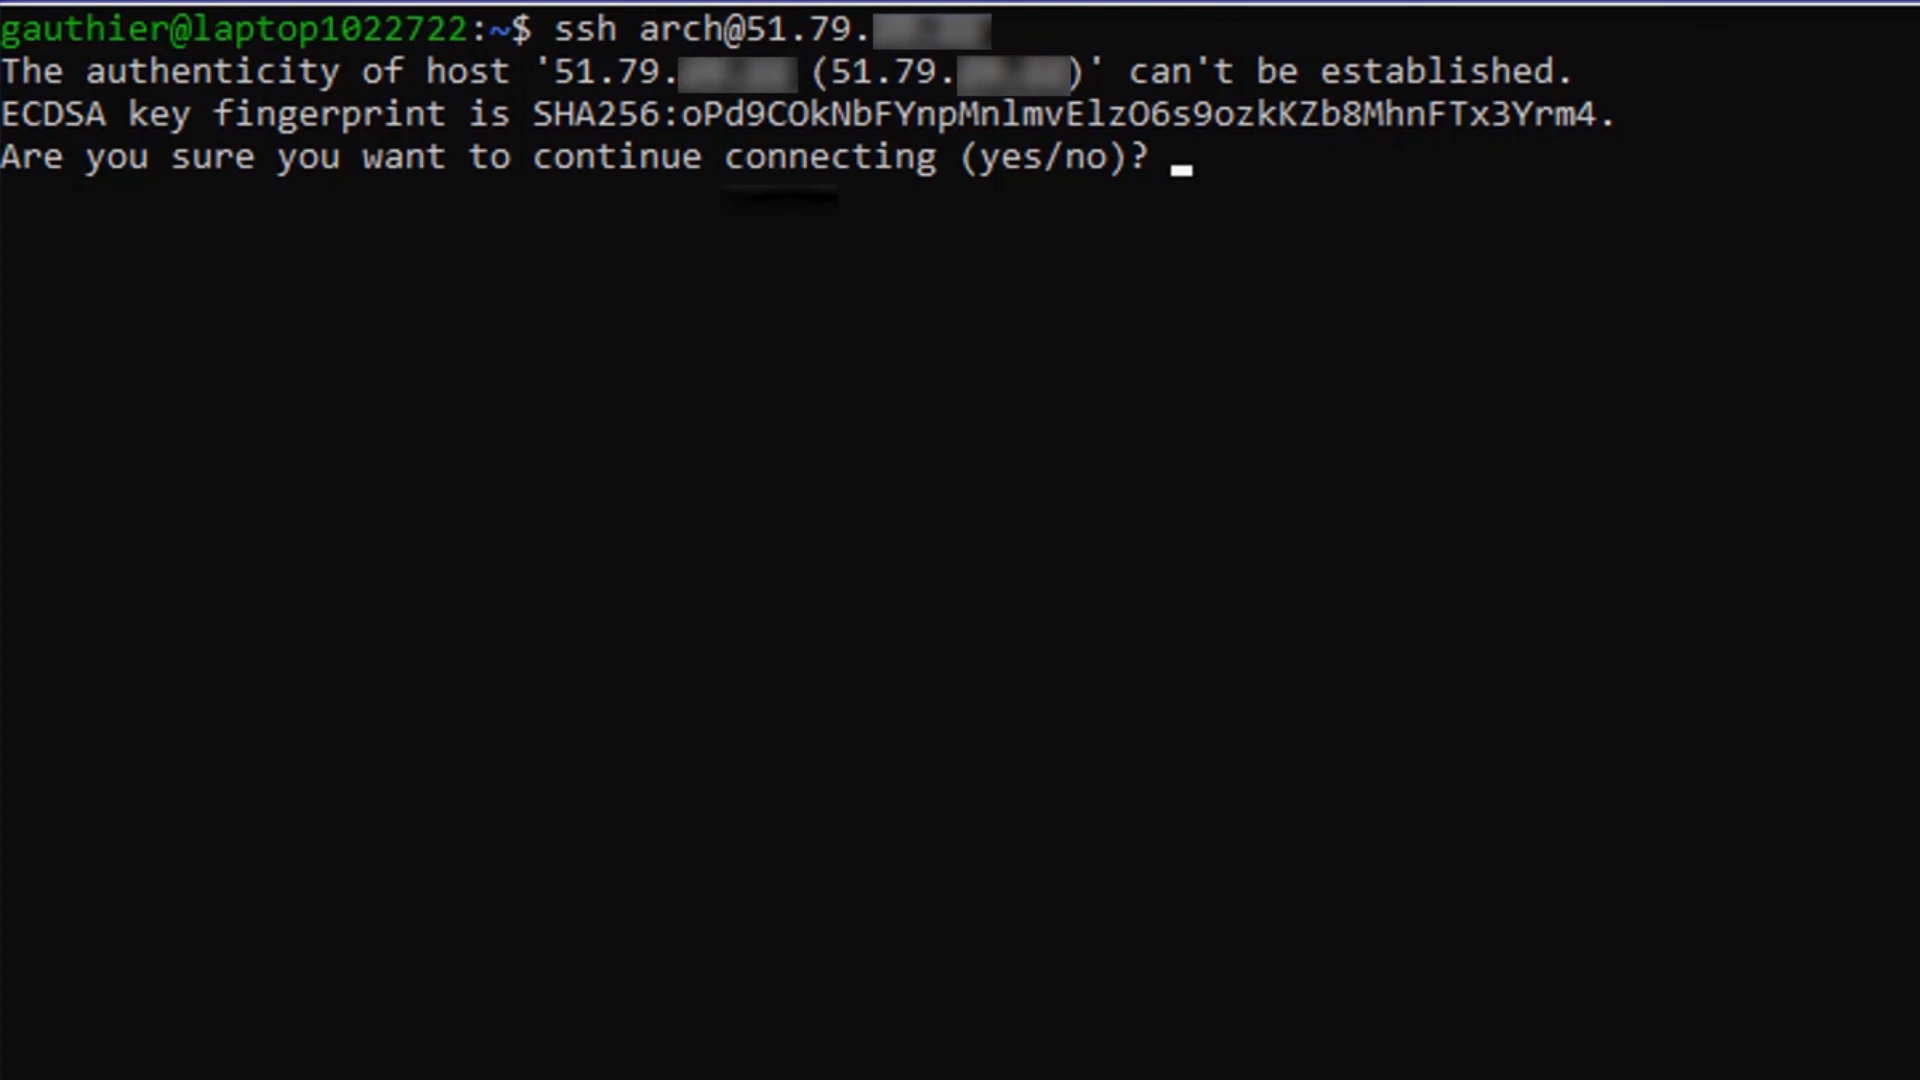 gauthier@laptop1022722:~$ ssh arch@51.79.
The authenticity of host '51.79. (51.79. )' can't be established.
ECDSA key fingerprint is SHA256:oPd9COkNbFYnpMnlmvElzO6s9ozkKZb8MhnFTx3Yrm4.
Are you sure you want to continue connecting (yes/no)?